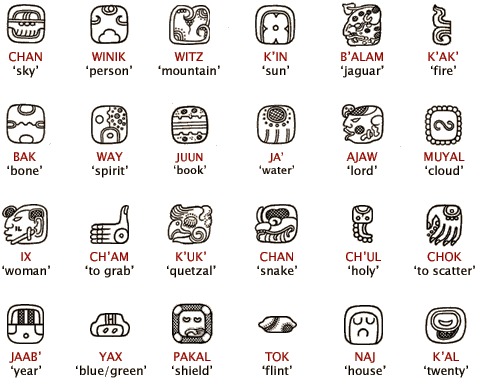 CHAN WINIK WITZ K'IN B'ALAM K'AK'
‘sky’ ‘person’ ‘mountain’ ‘sun’ ‘jaguar’ ‘fire’
BAK WAY JUUN JA' AJAW MUYAL
‘bone’ ‘spirit’ ‘book’ ‘water’ ‘lord’ ‘cloud’
IX CH'AM K'UK' CHAN CH'UL CHOK
‘woman’ ‘to grab’ ‘quetzal’ ‘snake’ ‘holy’ ‘to scatter’
JAAB' YAX PAKAL TOK NAJ K'AL
‘year’ ‘blue/green’ ‘shield’ ‘flint’ ‘house’ ‘twenty’